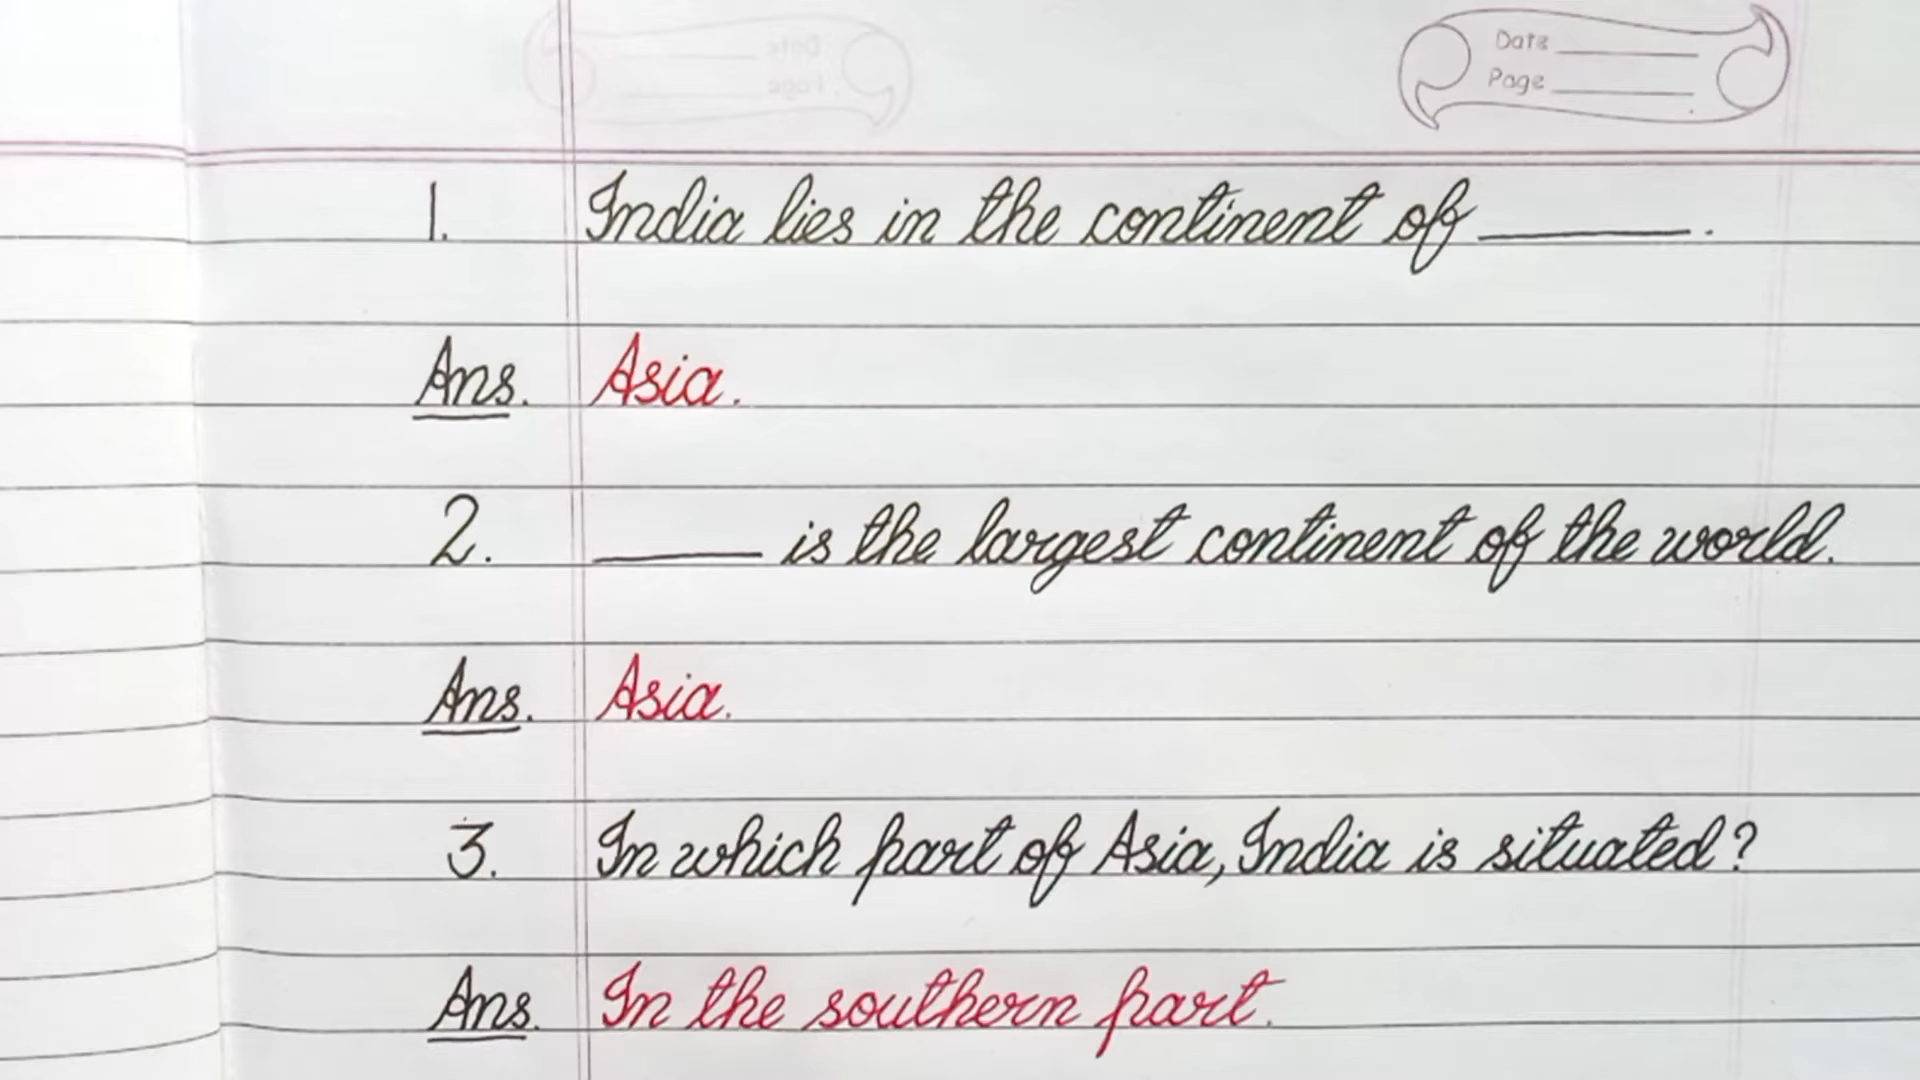 Date
Page
1. India lies in the continent of ______.
Ans. Asia.
2. ______ is the largest continent of the world.
Ans. Asia.
3. In which part of Asia, India is situated?
Ans. In the southern part.